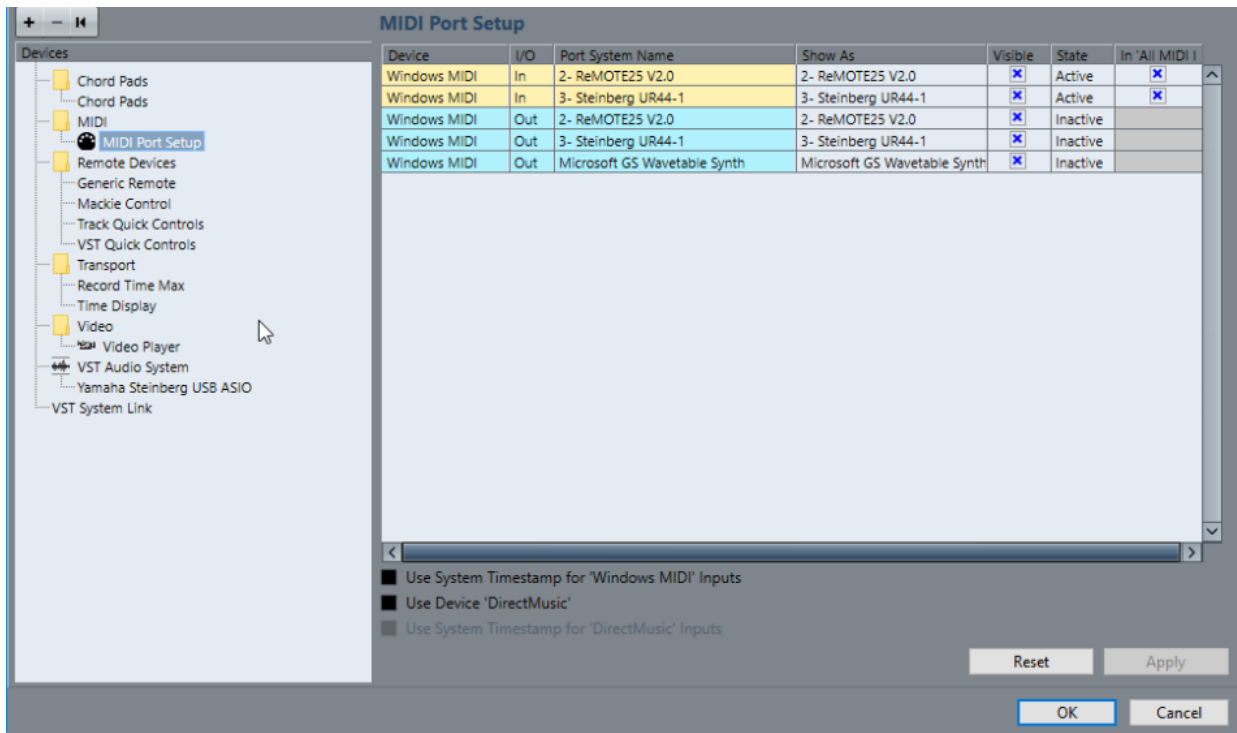 MIDI Port Setup
Devices
Chord Pads
Chord Pads
MIDI
MIDI Port Setup
Remote Devices
Generic Remote
Mackie Control
Track Quick Controls
VST Quick Controls
Transport
Record Time Max
Time Display
Video
Video Player
VST Audio System
Yamaha Steinberg USB ASIO
VST System Link
Device I/O Port System Name Show As Visible State In 'All MIDI I
Windows MIDI In 2- ReMOTE25 V2.0 2- ReMOTE25 V2.0 Active
Windows MIDI In 3- Steinberg UR44-1 3- Steinberg UR44-1 Active
Windows MIDI Out 2- ReMOTE25 V2.0 2- ReMOTE25 V2.0 Inactive
Windows MIDI Out 3- Steinberg UR44-1 3- Steinberg UR44-1 Inactive
Windows MIDI Out Microsoft GS Wavetable Synth Microsoft GS Wavetable Synth Inactive
Use System Timestamp for 'Windows MIDI' Inputs
Use Device 'DirectMusic'
Use System Timestamp for 'DirectMusic' Inputs
Reset Apply
OK Cancel